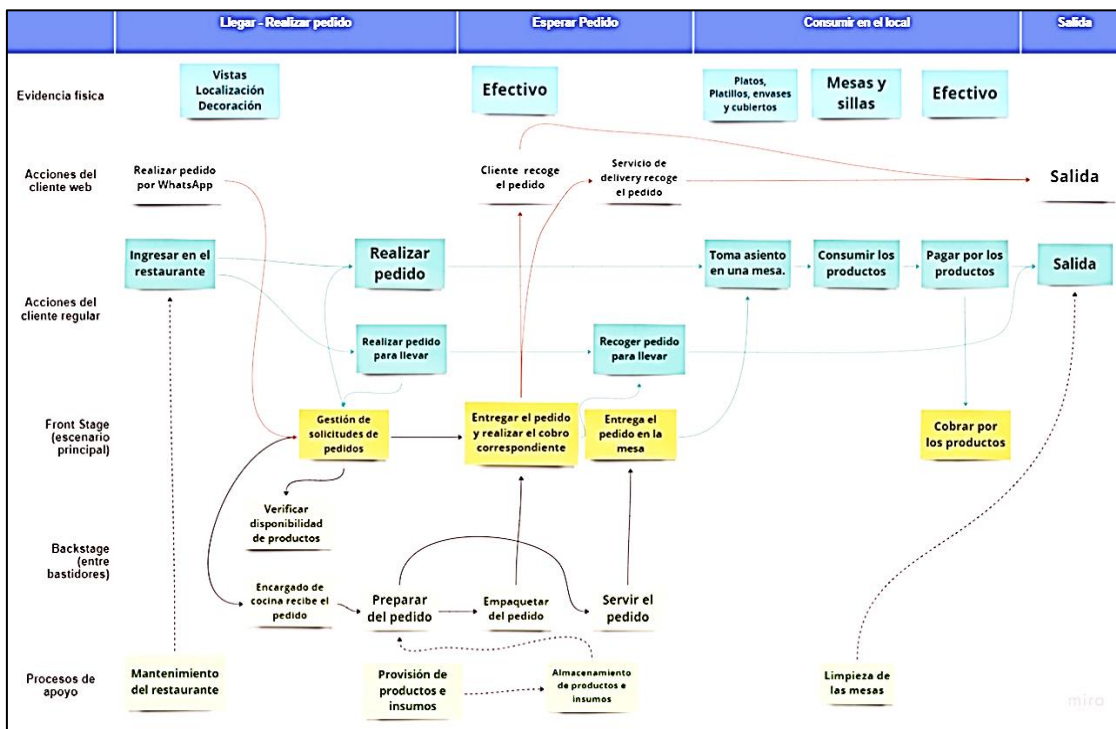 Llegar - Realizar pedido
Esperar Pedido
Consumir en el local
Salida
Evidencia física
Vistas
Localización
Decoración
Efectivo
Platos,
Platillos, envases
y cubiertos
Mesas y
sillas
Efectivo
Acciones del
cliente web
Realizar pedido
por WhatsApp
Cliente recoge
el pedido
Servicio de
delivery recoge
el pedido
Salida
Acciones del
cliente regular
Ingresar en el
restaurante
Realizar
pedido
Toma asiento
en una mesa.
Consumir los
productos
Pagar por los
productos
Salida
Realizar pedido
para llevar
Recoger pedido
para llevar
Front Stage
(escenario
principal)
Gestión de
solicitudes de
pedidos
Entregar el pedido
y realizar el cobro
correspondiente
Entrega el
pedido en la
mesa
Cobrar por
los productos
Backstage
(entre
bastidores)
Verificar
disponibilidad
de productos
Encargado de
cocina recibe el
pedido
Preparar
del pedido
Empaquetar
del pedido
Servir el
pedido
Procesos de
apoyo
Mantenimiento
del restaurante
Provisión de
productos e
insumos
Almacenamiento
de productos e
insumos
Limpieza de
las mesas
miro